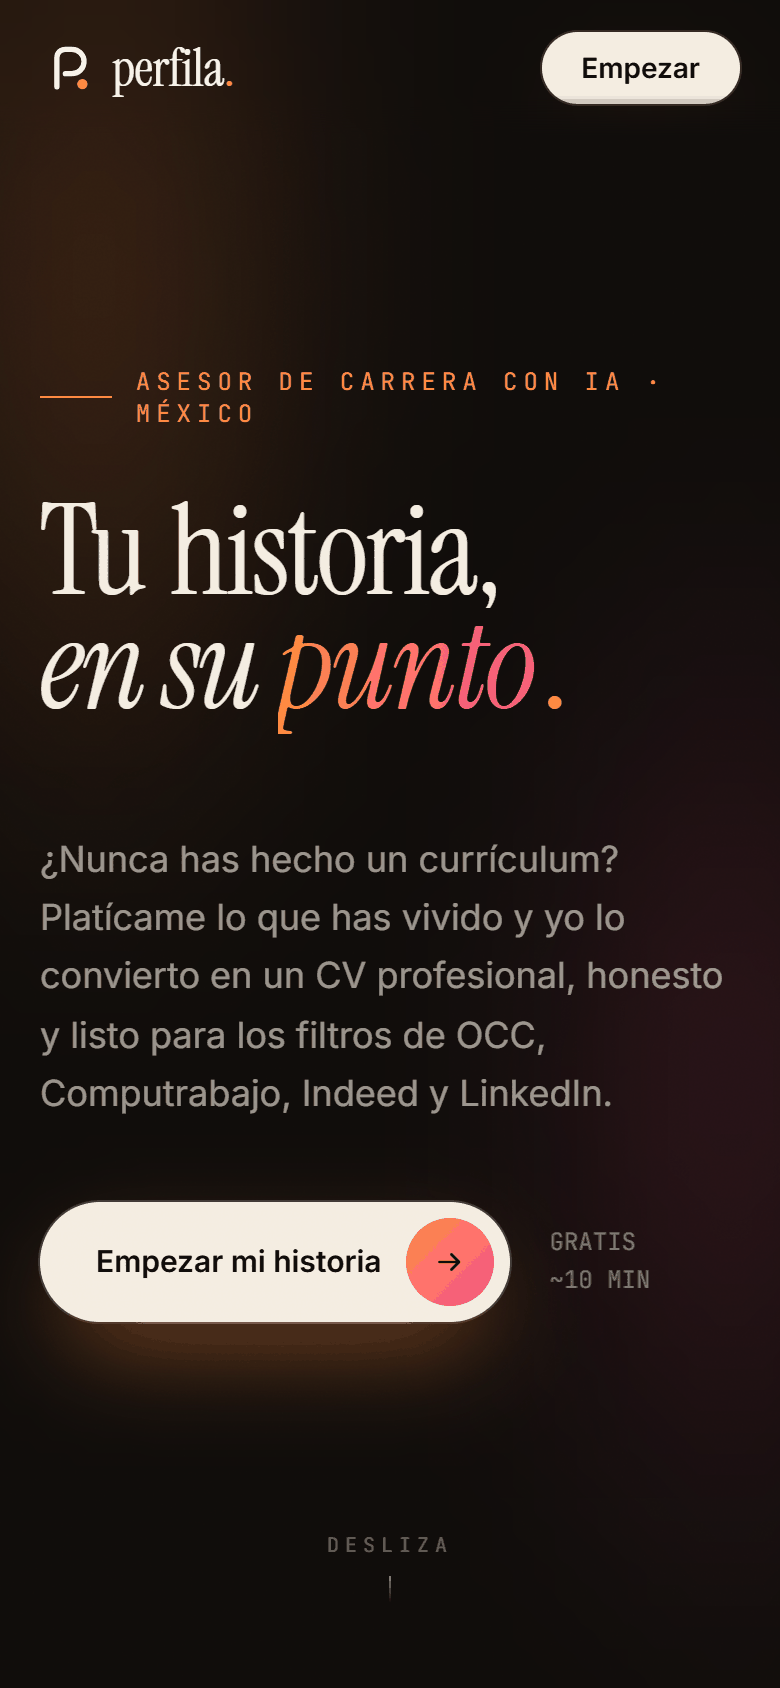 perfila.
Empezar
ASESOR DE CARRERA CON IA ·
MÉXICO
Tu historia,
en su punto.
¿Nunca has hecho un currículum?
Platícame lo que has vivido y yo lo
convierto en un CV profesional, honesto
y listo para los filtros de OCC,
Computrabajo, Indeed y LinkedIn.
Empezar mi historia →
GRATIS
~10 MIN
DESLIZA